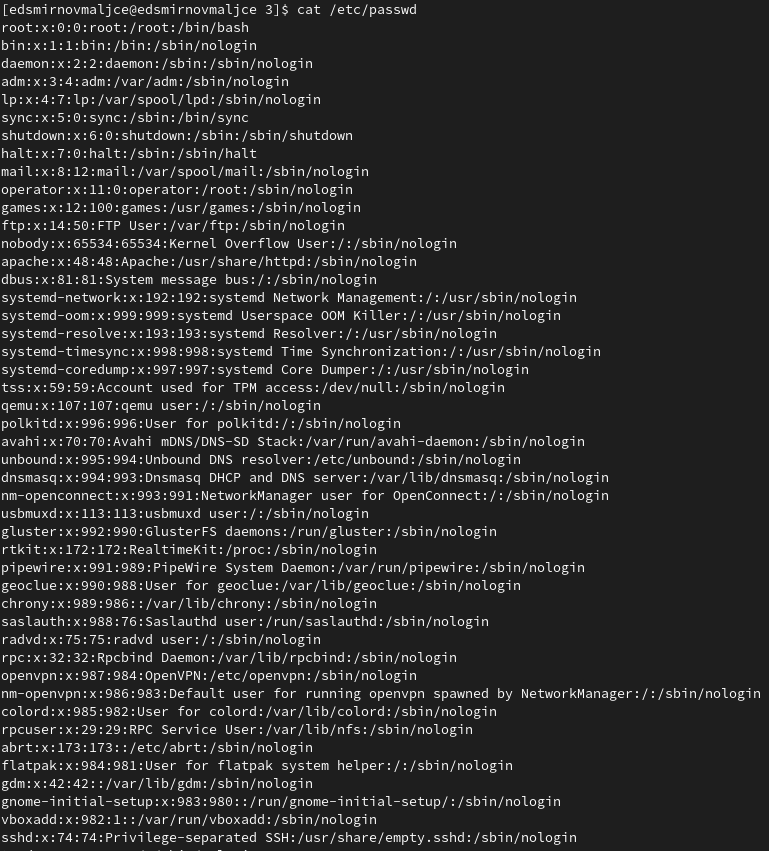 [edsmirnovmaljce@edsmirnovmaljce 3]$ cat /etc/passwd
root:x:0:0:root:/root:/bin/bash
bin:x:1:1:bin:/bin:/sbin/nologin
daemon:x:2:2:daemon:/sbin:/sbin/nologin
adm:x:3:4:adm:/var/adm:/sbin/nologin
lp:x:4:7:lp:/var/spool/lpd:/sbin/nologin
sync:x:5:0:sync:/sbin:/bin/sync
shutdown:x:6:0:shutdown:/sbin:/sbin/shutdown
halt:x:7:0:halt:/sbin:/sbin/halt
mail:x:8:12:mail:/var/spool/mail:/sbin/nologin
operator:x:11:0:operator:/root:/sbin/nologin
games:x:12:100:games:/usr/games:/sbin/nologin
ftp:x:14:50:FTP User:/var/ftp:/sbin/nologin
nobody:x:65534:65534:Kernel Overflow User:/:/sbin/nologin
apache:x:48:48:Apache:/usr/share/httpd:/sbin/nologin
dbus:x:81:81:System message bus:/:/sbin/nologin
systemd-network:x:192:192:systemd Network Management:/:/usr/sbin/nologin
systemd-oom:x:999:999:systemd Userspace OOM Killer:/:/usr/sbin/nologin
systemd-resolve:x:193:193:systemd Resolver:/:/usr/sbin/nologin
systemd-timesync:x:998:998:systemd Time Synchronization:/:/usr/sbin/nologin
systemd-coredump:x:997:997:systemd Core Dumper:/:/usr/sbin/nologin
tss:x:59:59:Account used for TPM access:/dev/null:/sbin/nologin
qemu:x:107:107:qemu user:/:/sbin/nologin
polkitd:x:996:996:User for polkitd:/:/sbin/nologin
avahi:x:70:70:Avahi mDNS/DNS-SD Stack:/var/run/avahi-daemon:/sbin/nologin
unbound:x:995:994:Unbound DNS resolver:/etc/unbound:/sbin/nologin
dnsmasq:x:994:993:Dnsmasq DHCP and DNS server:/var/lib/dnsmasq:/sbin/nologin
nm-openconnect:x:993:991:NetworkManager user for OpenConnect:/:/sbin/nologin
usbmuxd:x:113:113:usbmuxd user:/:/sbin/nologin
gluster:x:992:990:GlusterFS daemons:/run/gluster:/sbin/nologin
rtkit:x:172:172:RealtimeKit:/proc:/sbin/nologin
pipewire:x:991:989:PipeWire System Daemon:/var/run/pipewire:/sbin/nologin
geoclue:x:990:988:User for geoclue:/var/lib/geoclue:/sbin/nologin
chrony:x:989:986::/var/lib/chrony:/sbin/nologin
saslauth:x:988:76:Saslauthd user:/run/saslauthd:/sbin/nologin
radvd:x:75:75:radvd user:/:/sbin/nologin
rpc:x:32:32:Rpcbind Daemon:/var/lib/rpcbind:/sbin/nologin
openvpn:x:987:984:OpenVPN:/etc/openvpn:/sbin/nologin
nm-openvpn:x:986:983:Default user for running openvpn spawned by NetworkManager:/:/sbin/nologin
colord:x:985:982:User for colord:/var/lib/colord:/sbin/nologin
rpcuser:x:29:29:RPC Service User:/var/lib/nfs:/sbin/nologin
abrt:x:173:173::/etc/abrt:/sbin/nologin
flatpak:x:984:981:User for flatpak system helper:/:/sbin/nologin
gdm:x:42:42::/var/lib/gdm:/sbin/nologin
gnome-initial-setup:x:983:980::/run/gnome-initial-setup/:/sbin/nologin
vboxadd:x:982:1::/var/run/vboxadd:/sbin/nologin
sshd:x:74:74:Privilege-separated SSH:/usr/share/empty.sshd:/sbin/nologin